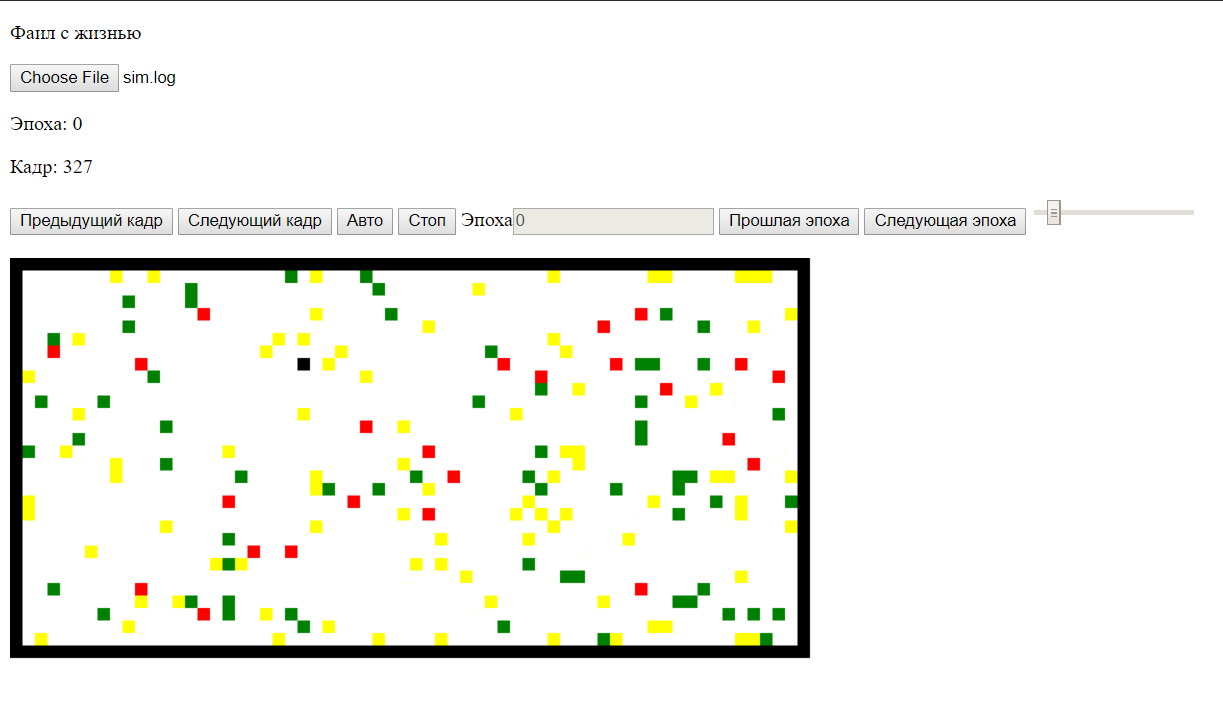 Фаил с жизнью
Choose File sim.log
Эпоха: 0
Кадр: 327
Предыдущий кадр Следующий кадр Авто Стоп Эпоха 0 Прошлая эпоха Следующая эпоха